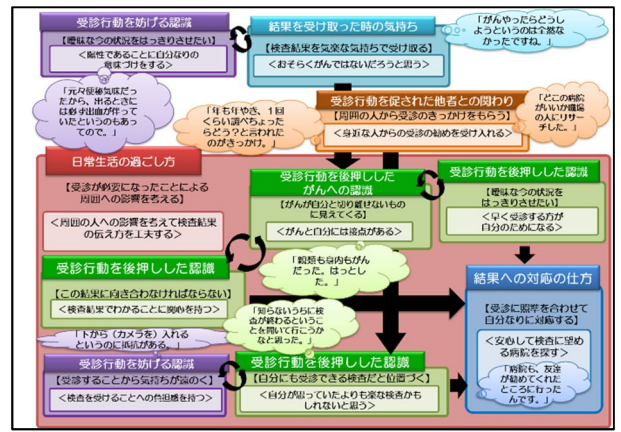 受診行動を妨げる認識
【曖昧な今の状況をはっきりさせたい】
<陽性であることに自分なりの
意味づけをする>
「元々便秘気味だっ
たから、出るときに
は必ず出血が伴って
いたというのもあっ
てので。」
結果を受け取った時の気持ち
【検査結果を気楽な気持ちで受け取る】
<おそらくがんではないだろうと思う>
「がんやったらどうし
ようというのは全然な
かったですね。」
受診行動を促された他者との関わり
【周囲の人から受診のきっかけをもらう】
<身近な人からの受診の勧めを受け入れる>
「年も年やき、1回
くらい調べちょった
らどう？と言われた
のがきっかけ。」
「どこの病院
がいいか職場
の人にリサー
チした。」
日常生活の過ごし方
【受診が必要になったことによる
周囲への影響を考える】
<周囲の人への影響を考えて検査結果
の伝え方を工夫する>
受診行動を後押しした
がんへの認識
【がんが自分と切り離せないもの
に見えてくる】
<がんと自分には接点がある>
「親類も身内もがん
だった。はっとし
た。」
受診行動を後押しした認識
【曖昧な今の状況を
はっきりさせたい】
<早く受診する方が
自分のためになる>
受診行動を後押しした認識
【この結果に向き合わなければならない】
<検査結果でわかることに関心を持つ>
「知らないうちに検
査が終わるというこ
とを聞いて行こうか
なと思った。」
結果への対応の仕方
【受診に照準を合わせて
自分なりに対応する】
<安心して検査に望め
る病院を探す>
「病院も、友達
が勧めてくれた
ところに行った
んです。」
「下から（カメラを）入れる
というのに抵抗がある。」
受診行動を妨げる認識
【受診することから気持ちが遠のく】
<検査を受けることへの負担感を持つ>
受診行動を後押しした認識
【自分にも受診できる検査だと位置づく】
<自分が思っていたよりも楽な検査かも
しれないと思う>